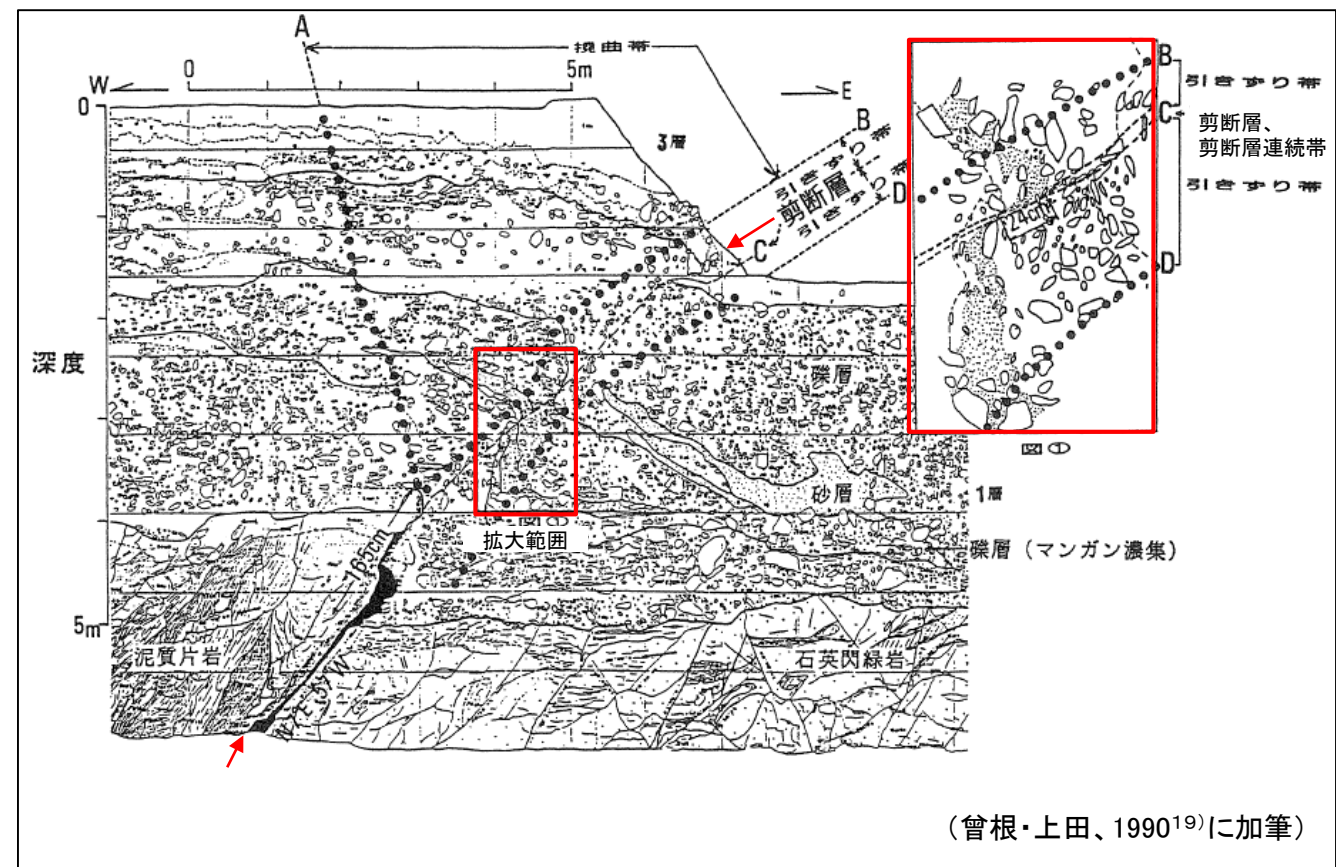 A
撓曲帯
W
0
5m
E
0
3層
B
引きずり帯
剪断層
引きずり帯
D
C
深度
礫層
砂層
1層
拡大範囲
礫層（マンガン濃集）
165cm
5m
泥質片岩
石英閃緑岩
B
引きずり帯
C
剪断層、
剪断層連続帯
引きずり帯
D
図①
（曾根・上田、199019)に加筆）